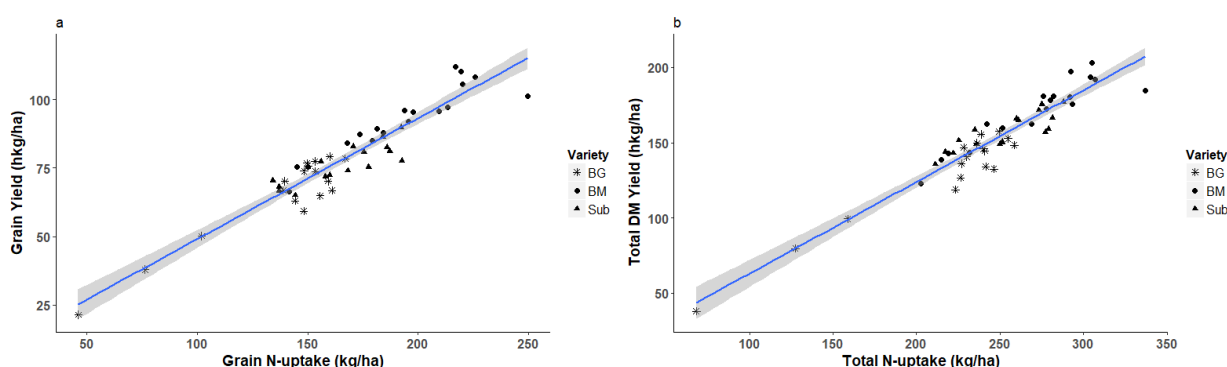 a
Grain Yield (hkg/ha)
100
75
50
25
50
100
150
200
250
Grain N-uptake (kg/ha)
Variety
BG
BM
Sub
b
Total DM Yield (hkg/ha)
200
150
100
50
100
150
200
250
300
350
Total N-uptake (kg/ha)
Variety
BG
BM
Sub